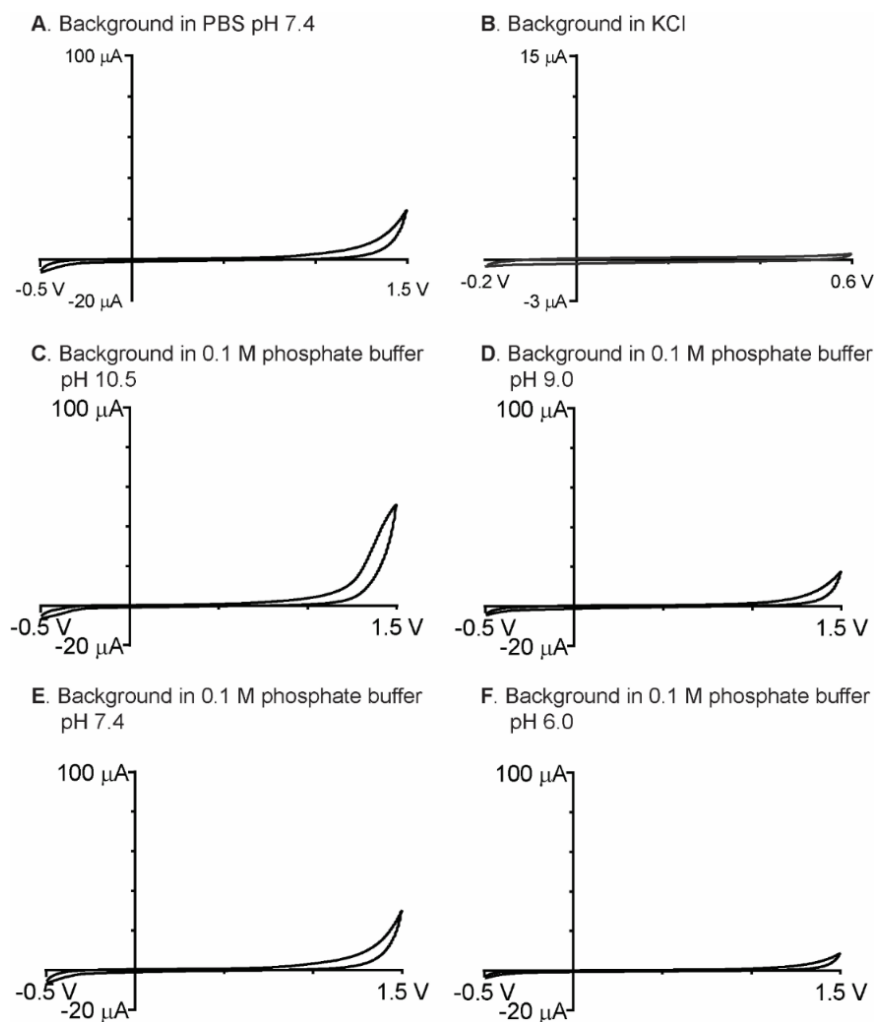 A. Background in PBS pH 7.4
100 μA
-0.5 V
-20 μA
1.5 V
B. Background in KCl
15 μA
-0.2 V
-3 μA
0.6 V
C. Background in 0.1 M phosphate buffer
pH 10.5
100 μA
-0.5 V
-20 μA
1.5 V
D. Background in 0.1 M phosphate buffer
pH 9.0
100 μA
-0.5 V
-20 μA
1.5 V
E. Background in 0.1 M phosphate buffer
pH 7.4
100 μA
-0.5 V
-20 μA
1.5 V
F. Background in 0.1 M phosphate buffer
pH 6.0
100 μA
-0.5 V
-20 μA
1.5 V